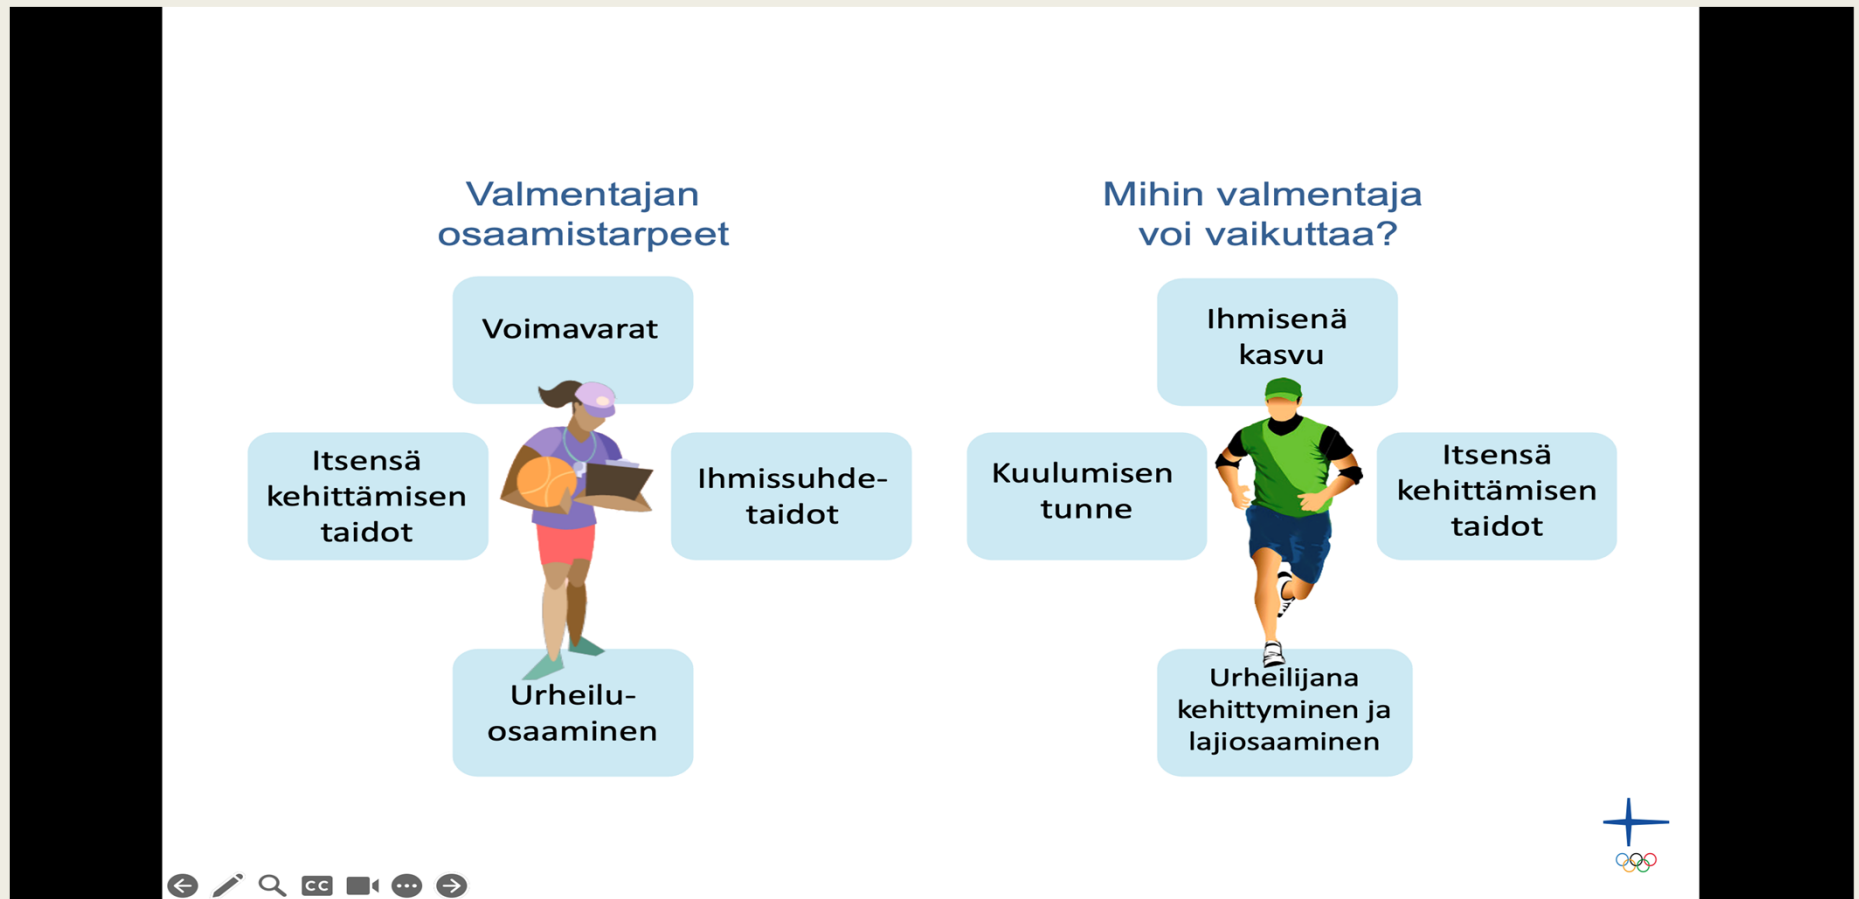 Valmentajan
osaamistarpeet
Voimavarat
Itsensä
kehittämisen
taidot
Ihmissuhde-
taidot
Urheilu-
osaaminen
Mihin valmentaja
voi vaikuttaa?
Ihmisenä
kasvu
Kuulumisen
tunne
Itsensä
kehittämisen
taidot
Urheilijana
kehittyminen ja
lajiosaaminen
CC